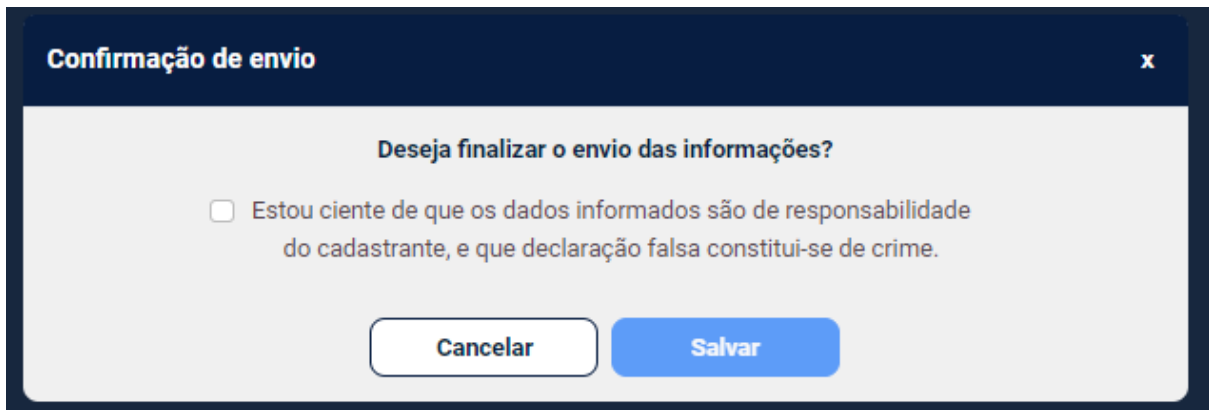 Confirmação de envio x
Deseja finalizar o envio das informações?
Estou ciente de que os dados informados são de responsabilidade
do cadastrante, e que declaração falsa constitui-se de crime.
Cancelar Salvar